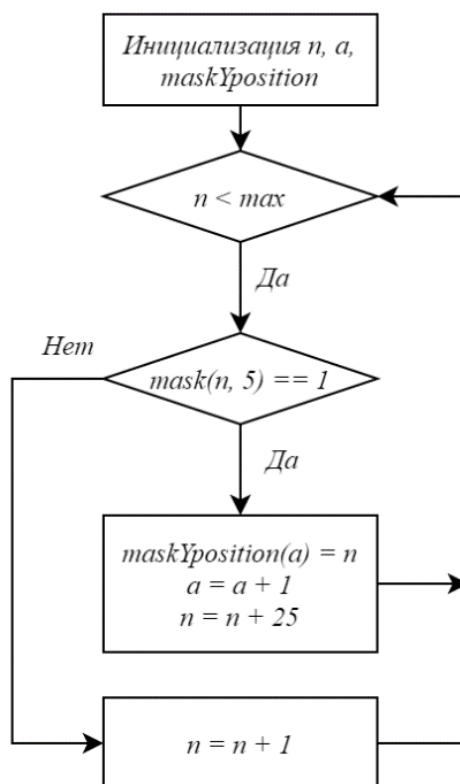 Инициализация n, a,
maskYposition
n < max
Да
Нет
mask(n, 5) == 1
Да
maskYposition(a) = n
a = a + 1
n = n + 25
n = n + 1